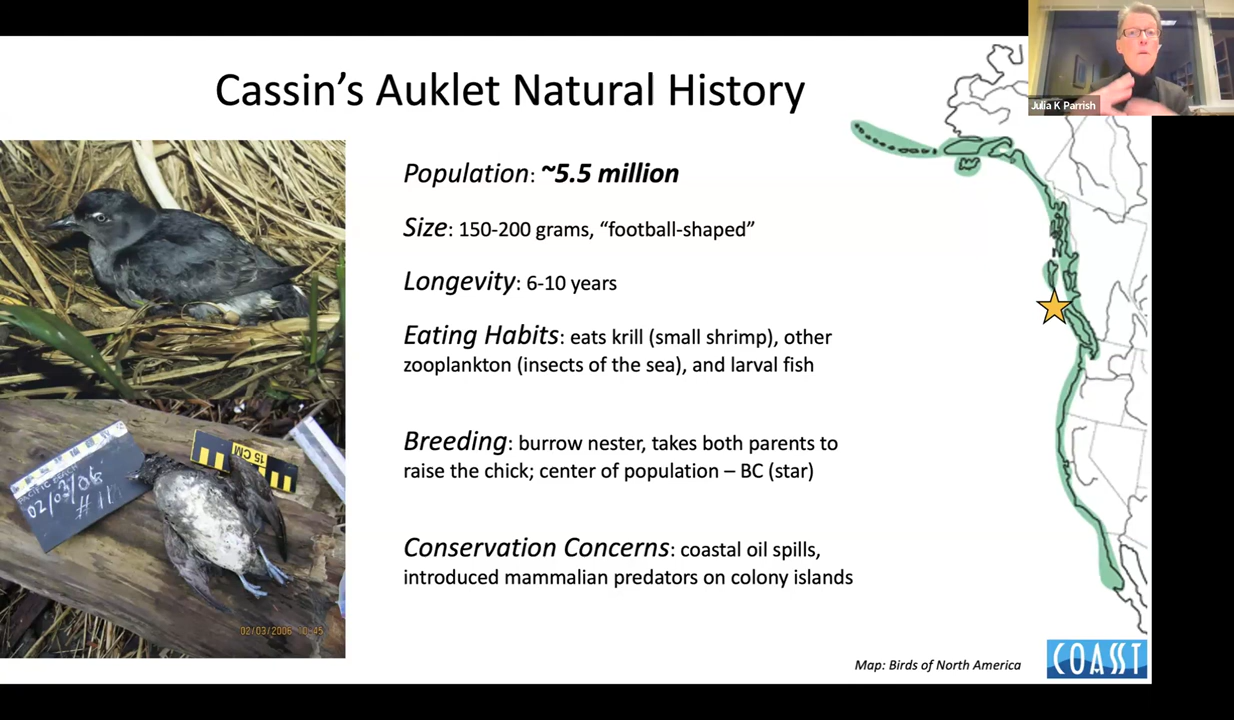 Cassin's Auklet Natural History
Julia K Parrish
Population: ~5.5 million
Size: 150-200 grams, “football-shaped”
Longevity: 6-10 years
Eating Habits: eats krill (small shrimp), other
zooplankton (insects of the sea), and larval fish
Breeding: burrow nester, takes both parents to
raise the chick; center of population – BC (star)
Conservation Concerns: coastal oil spills,
introduced mammalian predators on colony islands
PACIFIC BEACH
02/03/06
15 CM
02/03/2006
Map: Birds of North America
COASST